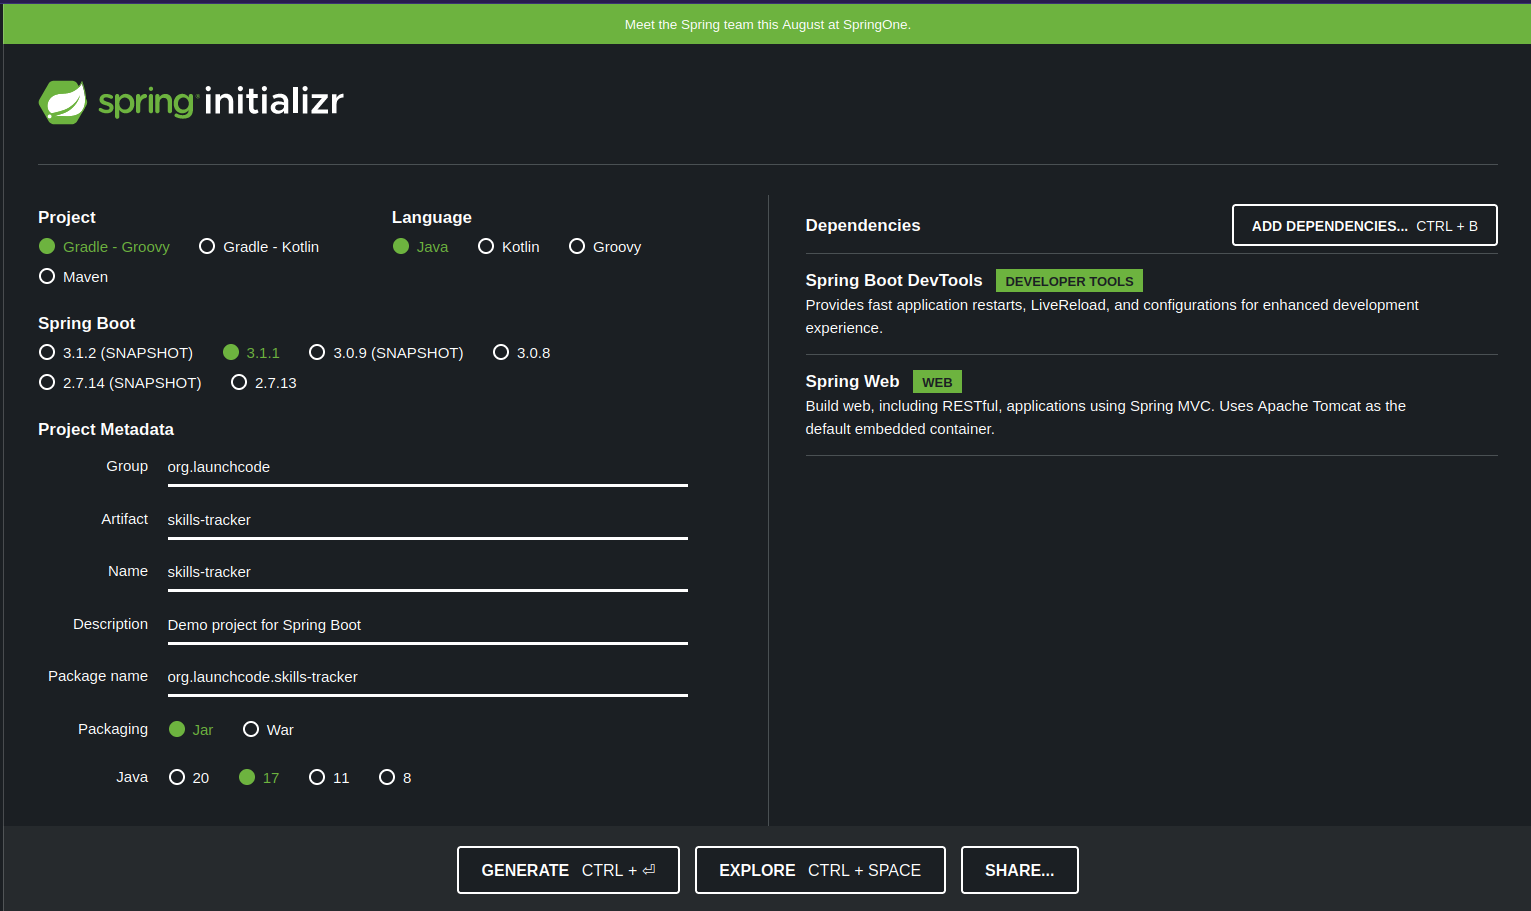 Meet the Spring team this August at SpringOne.
spring initializr
Project
Gradle - Groovy Gradle - Kotlin
Maven
Language
Java Kotlin Groovy
Spring Boot
3.1.2 (SNAPSHOT) 3.1.1 3.0.9 (SNAPSHOT) 3.0.8
2.7.14 (SNAPSHOT) 2.7.13
Project Metadata
Group org.launchcode
Artifact skills-tracker
Name skills-tracker
Description Demo project for Spring Boot
Package name org.launchcode.skills-tracker
Packaging Jar War
Java 20 17 11 8
Dependencies ADD DEPENDENCIES... CTRL + B
Spring Boot DevTools DEVELOPER TOOLS
Provides fast application restarts, LiveReload, and configurations for enhanced development
experience.
Spring Web WEB
Build web, including RESTful, applications using Spring MVC. Uses Apache Tomcat as the
default embedded container.
GENERATE CTRL + ⏎ EXPLORE CTRL + SPACE SHARE...